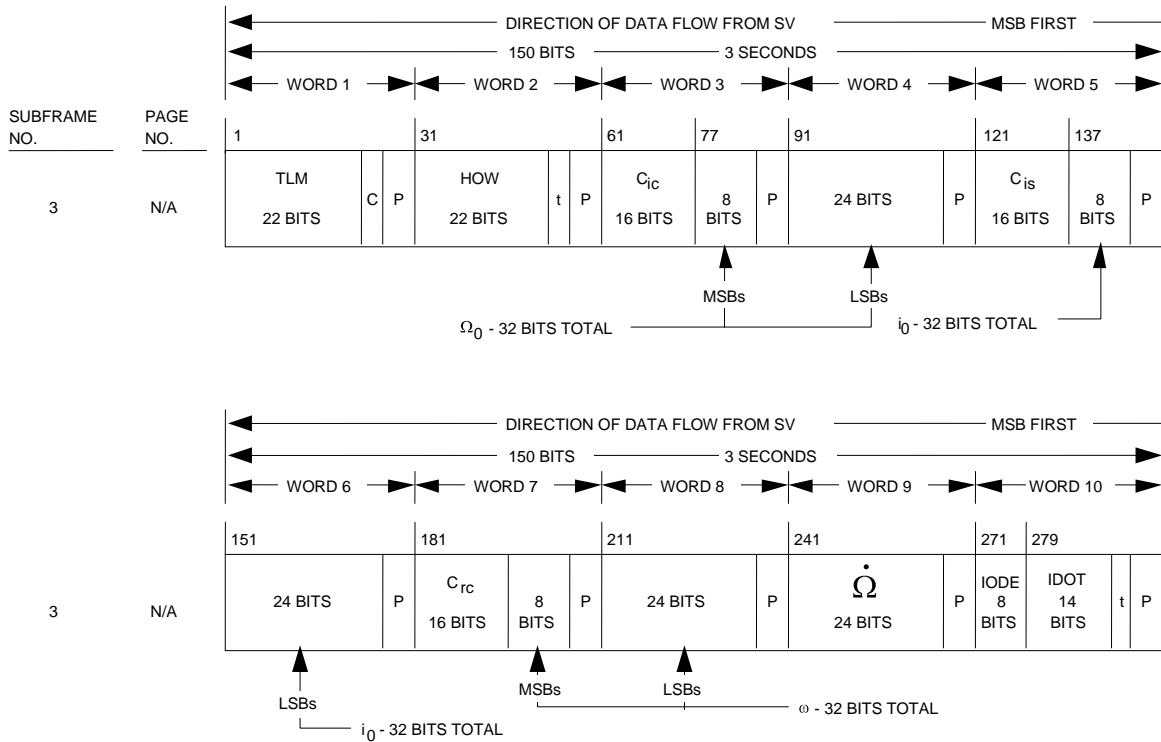 DIRECTION OF DATA FLOW FROM SV MSB FIRST
150 BITS 3 SECONDS
WORD 1 WORD 2 WORD 3 WORD 4 WORD 5
SUBFRAME NO. PAGE NO.
1 31 61 77 91 121 137
3 N/A
TLM 22 BITS C P
HOW 22 BITS t P
Cic 16 BITS 8 BITS P
24 BITS P
Cis 16 BITS 8 BITS P
MSBs LSBs
Ω0 - 32 BITS TOTAL
i0 - 32 BITS TOTAL
DIRECTION OF DATA FLOW FROM SV MSB FIRST
150 BITS 3 SECONDS
WORD 6 WORD 7 WORD 8 WORD 9 WORD 10
151 181 211 241 271 279
3 N/A
24 BITS P
Crc 16 BITS 8 BITS P
24 BITS P
Ω̇ 24 BITS P
IODE 8 BITS
IDOT 14 BITS t P
LSBs MSBs LSBs
i0 - 32 BITS TOTAL
ω - 32 BITS TOTAL